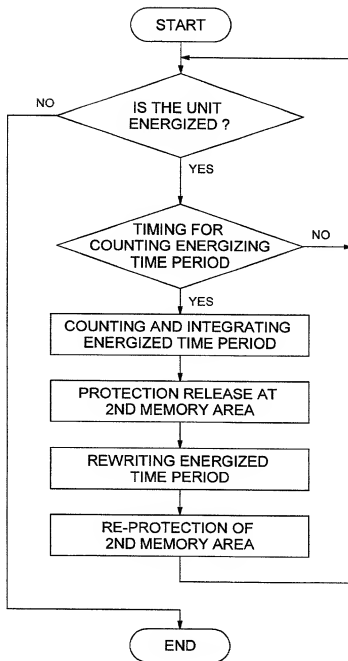 START
NO
IS THE UNIT
ENERGIZED ?
YES
TIMING FOR
COUNTING ENERGIZING
TIME PERIOD
NO
YES
COUNTING AND INTEGRATING
ENERGIZED TIME PERIOD
PROTECTION RELEASE AT
2ND MEMORY AREA
REWRITING ENERGIZED
TIME PERIOD
RE-PROTECTION OF
2ND MEMORY AREA
END